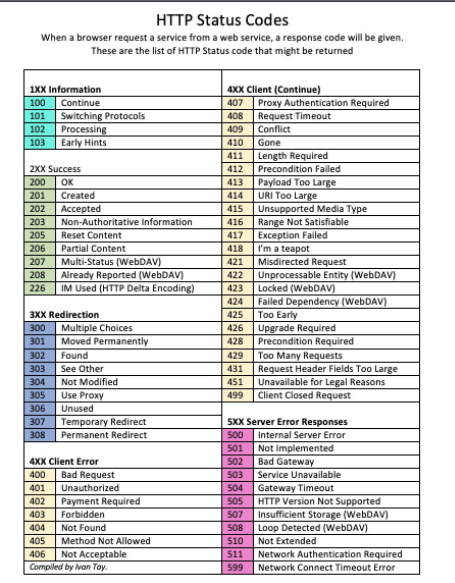 HTTP Status Codes
When a browser request a service from a web service, a response code will be given.
These are the list of HTTP Status code that might be returned
1XX Information
100 Continue
101 Switching Protocols
102 Processing
103 Early Hints
2XX Success
200 OK
201 Created
202 Accepted
203 Non-Authoritative Information
205 Reset Content
206 Partial Content
207 Multi-Status (WebDAV)
208 Already Reported (WebDAV)
226 IM Used (HTTP Delta Encoding)
3XX Redirection
300 Multiple Choices
301 Moved Permanently
302 Found
303 See Other
304 Not Modified
305 Use Proxy
306 Unused
307 Temporary Redirect
308 Permanent Redirect
4XX Client Error
400 Bad Request
401 Unauthorized
402 Payment Required
403 Forbidden
404 Not Found
405 Method Not Allowed
406 Not Acceptable
Compiled by Ivan Tay.
4XX Client (Continue)
407 Proxy Authentication Required
408 Request Timeout
409 Conflict
410 Gone
411 Length Required
412 Precondition Failed
413 Payload Too Large
414 URI Too Large
415 Unsupported Media Type
416 Range Not Satisfiable
417 Exception Failed
418 I'm a teapot
421 Misdirected Request
422 Unprocessable Entity (WebDAV)
423 Locked (WebDAV)
424 Failed Dependency (WebDAV)
425 Too Early
426 Upgrade Required
428 Precondition Required
429 Too Many Requests
431 Request Header Fields Too Large
451 Unavailable for Legal Reasons
499 Client Closed Request
5XX Server Error Responses
500 Internal Server Error
501 Not Implemented
502 Bad Gateway
503 Service Unavailable
504 Gateway Timeout
505 HTTP Version Not Supported
507 Insufficient Storage (WebDAV)
508 Loop Detected (WebDAV)
510 Not Extended
511 Network Authentication Required
599 Network Connect Timeout Error